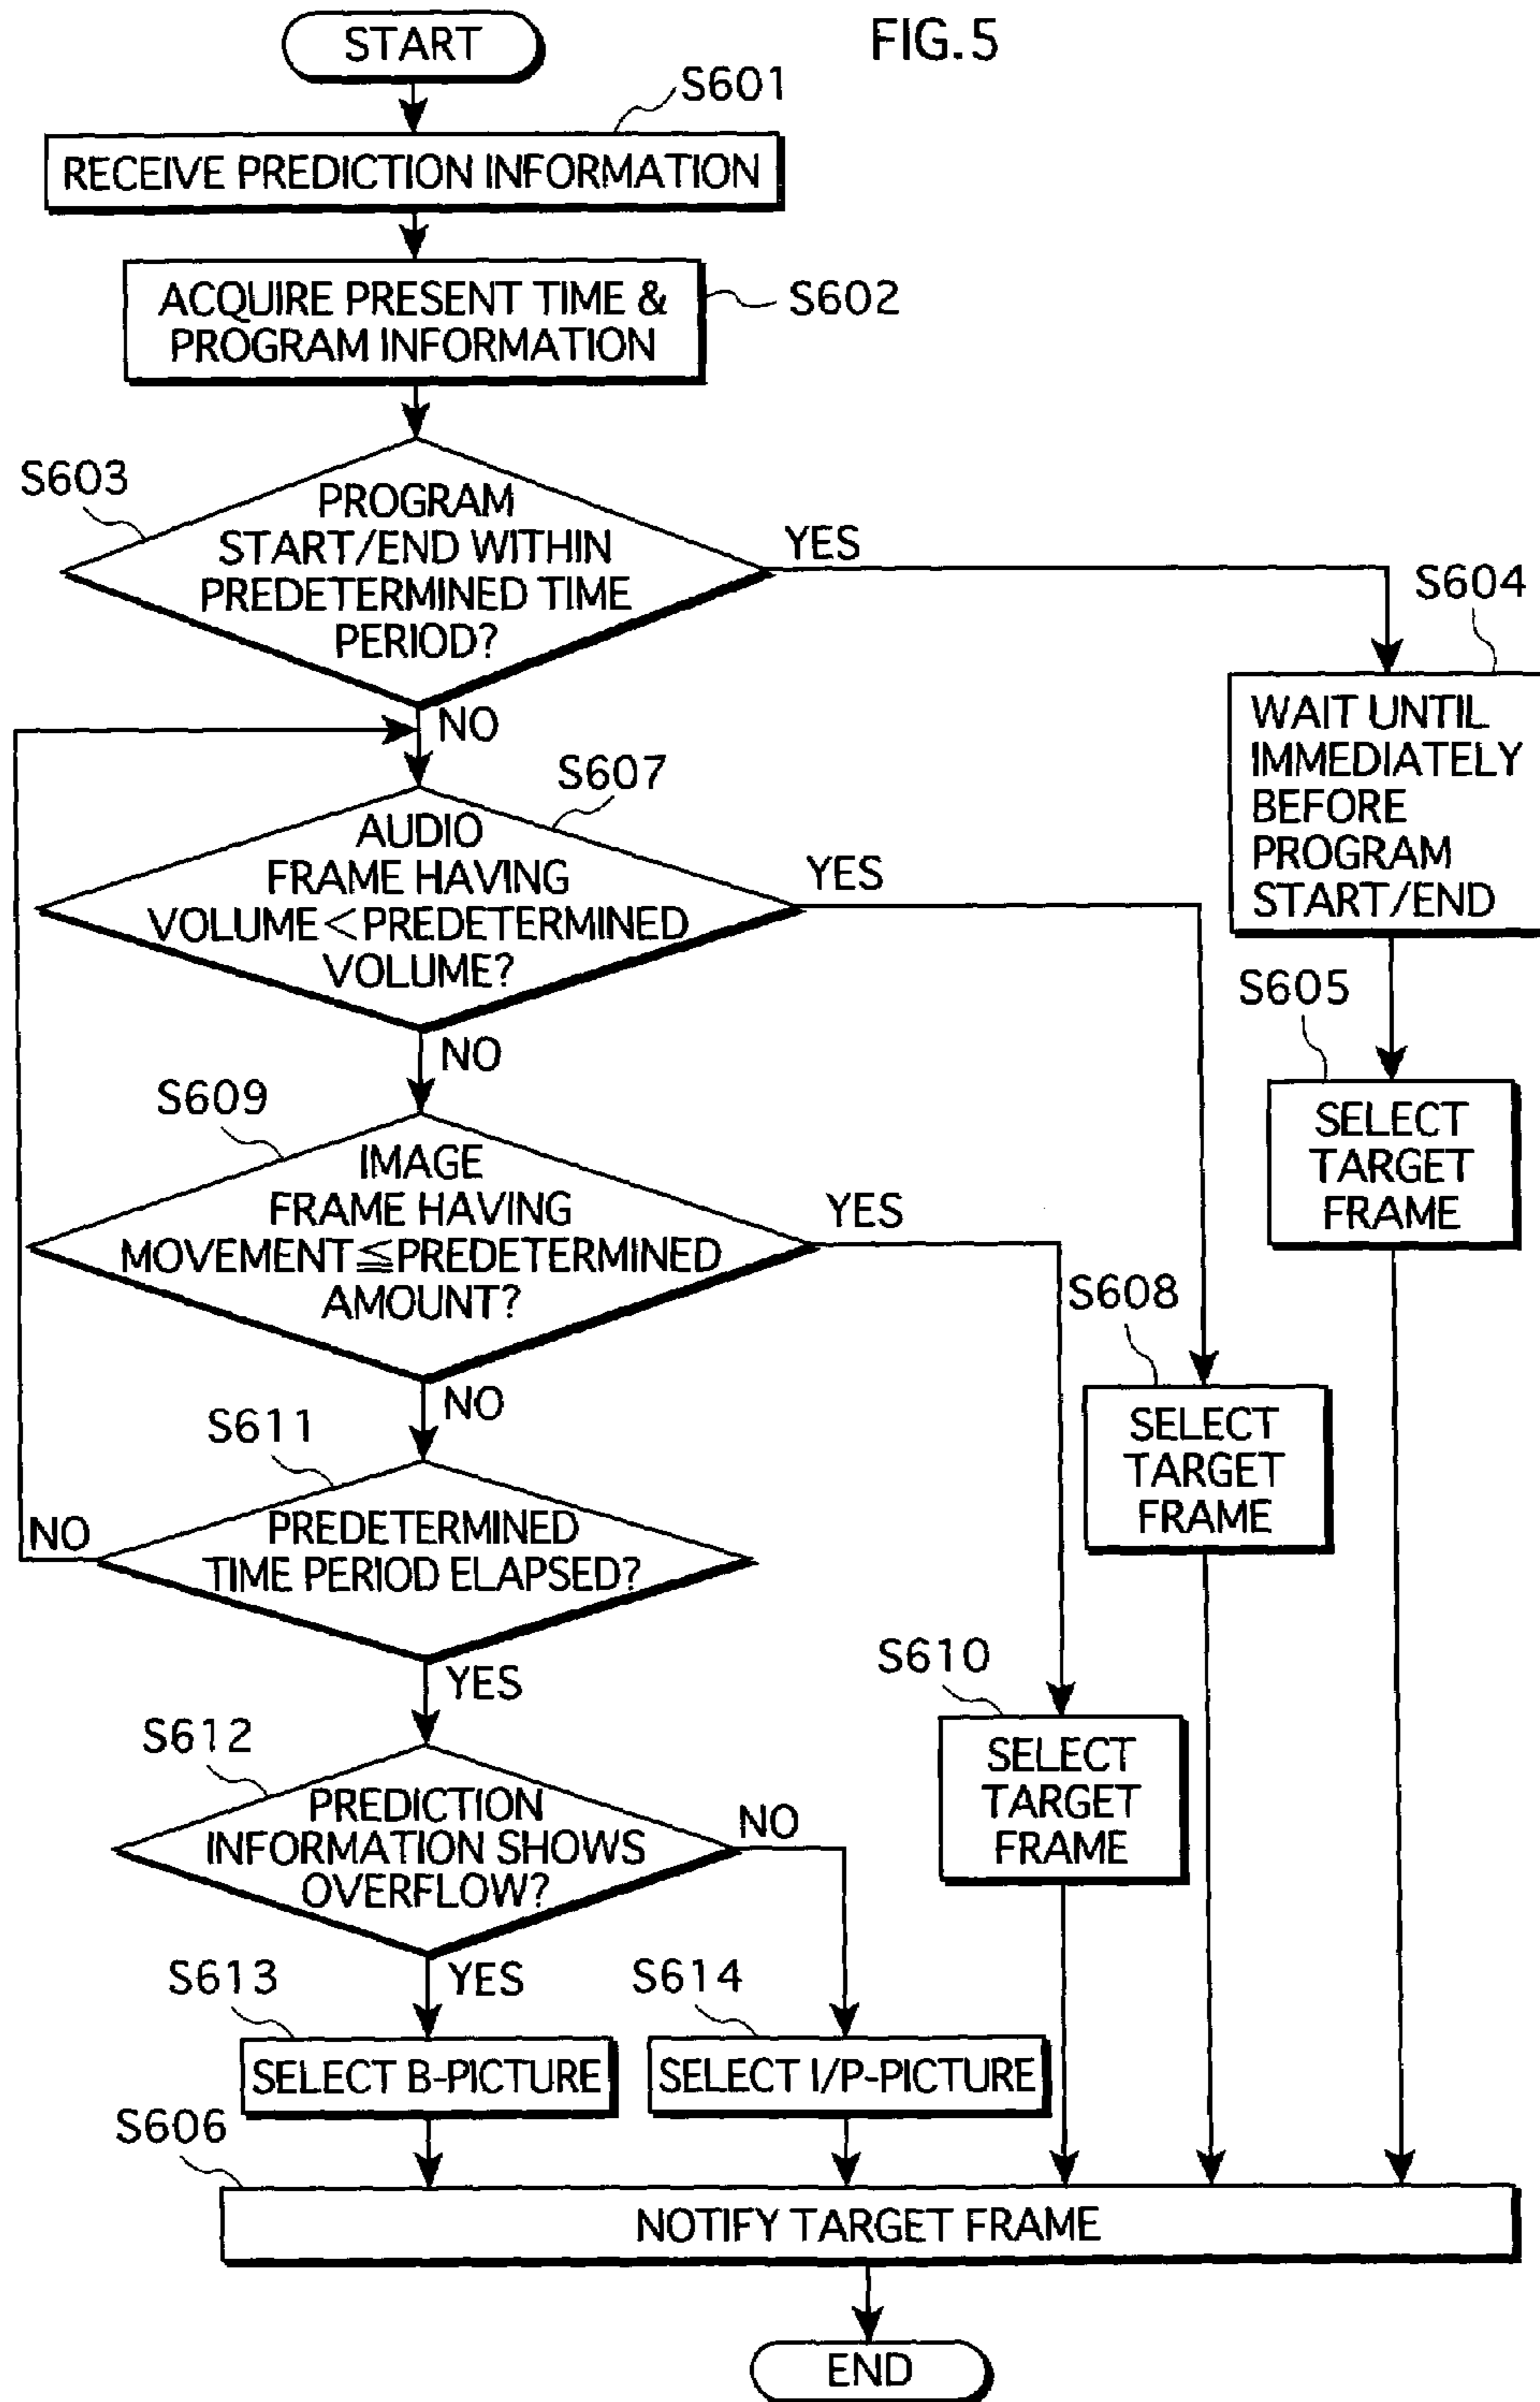 FIG.5
START
S601
RECEIVE PREDICTION INFORMATION
ACQUIRE PRESENT TIME &
PROGRAM INFORMATION
S602
S603
PROGRAM
START/END WITHIN
PREDETERMINED TIME
PERIOD?
YES
NO
S604
WAIT UNTIL
IMMEDIATELY
BEFORE
PROGRAM
START/END
S605
SELECT
TARGET
FRAME
S607
AUDIO
FRAME HAVING
VOLUME<PREDETERMINED
VOLUME?
YES
NO
S608
SELECT
TARGET
FRAME
S609
IMAGE
FRAME HAVING
MOVEMENT≦PREDETERMINED
AMOUNT?
YES
NO
S610
SELECT
TARGET
FRAME
S611
PREDETERMINED
TIME PERIOD ELAPSED?
NO
YES
S612
PREDICTION
INFORMATION SHOWS
OVERFLOW?
NO
YES
S613
SELECT B-PICTURE
S614
SELECT I/P-PICTURE
S606
NOTIFY TARGET FRAME
END